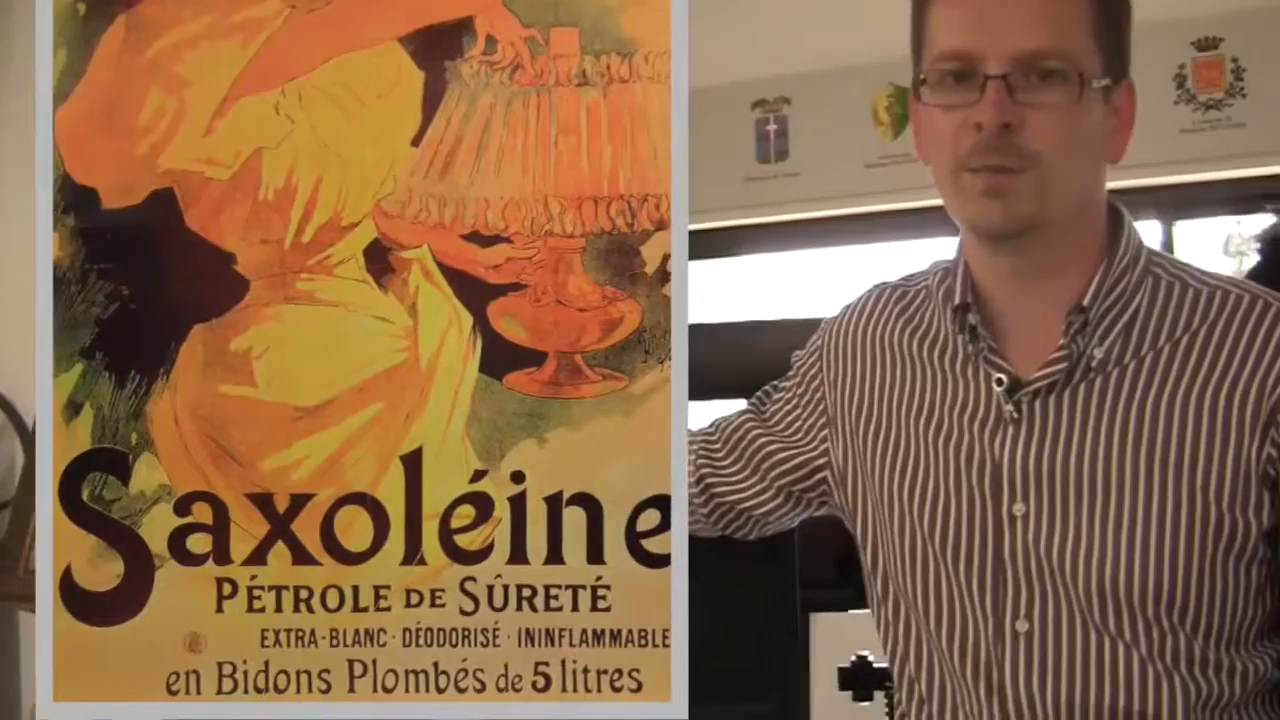 Saxoléine
PÉTROLE DE SÛRETÉ
EXTRA-BLANC · DÉODORISÉ · ININFLAMMABLE
en Bidons Plombés de 5 litres